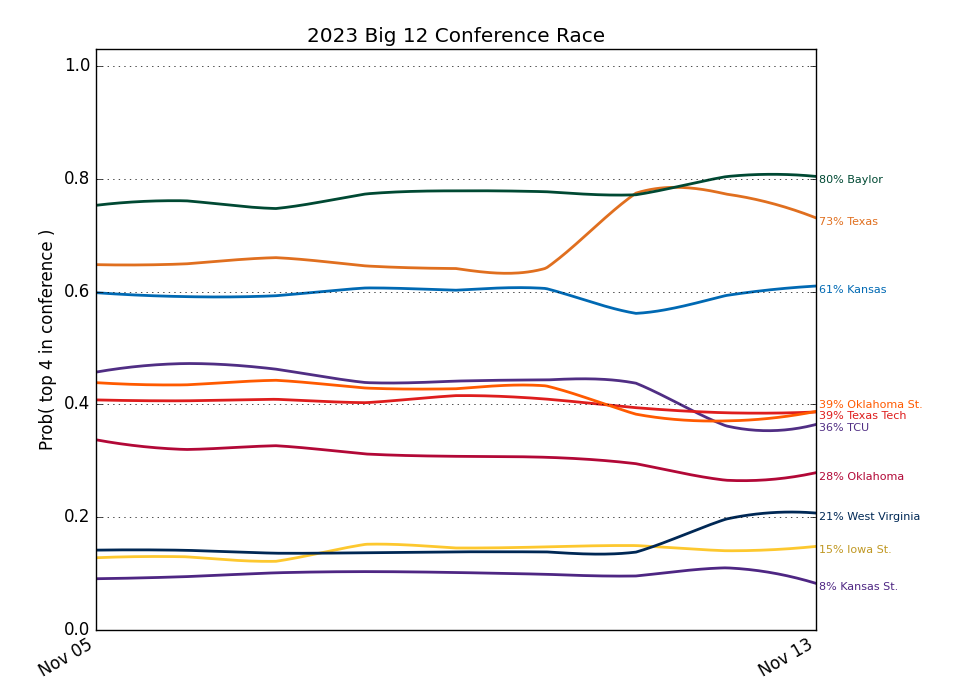 2023 Big 12 Conference Race
Prob( top 4 in conference )
1.0
0.8
0.6
0.4
0.2
0.0
Nov 05
Nov 13
80% Baylor
73% Texas
61% Kansas
39% Oklahoma St.
39% Texas Tech
36% TCU
28% Oklahoma
21% West Virginia
15% Iowa St.
8% Kansas St.